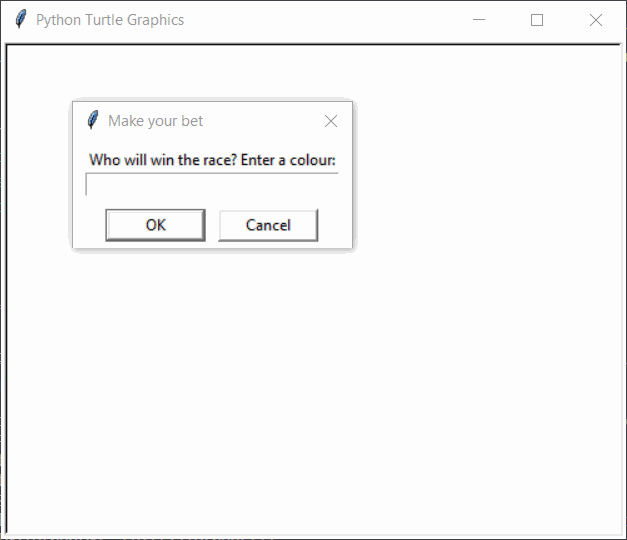 Python Turtle Graphics
Make your bet
Who will win the race? Enter a colour:
OK
Cancel